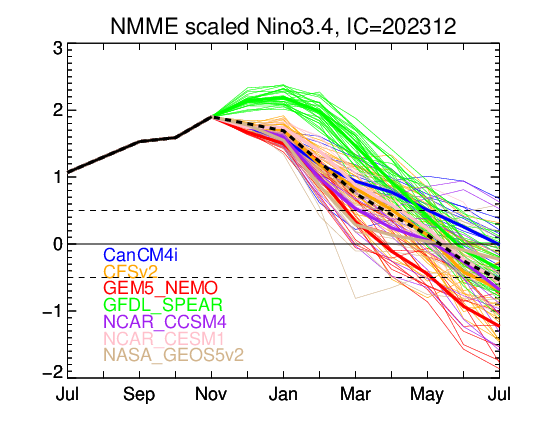 NMME scaled Nino3.4, IC=202312
3
2
1
0
−1
−2
CanCM4i
CFSv2
GEM5_NEMO
GFDL_SPEAR
NCAR_CCSM4
NCAR_CESM1
NASA_GEOS5v2
Jul Sep Nov Jan Mar May Jul